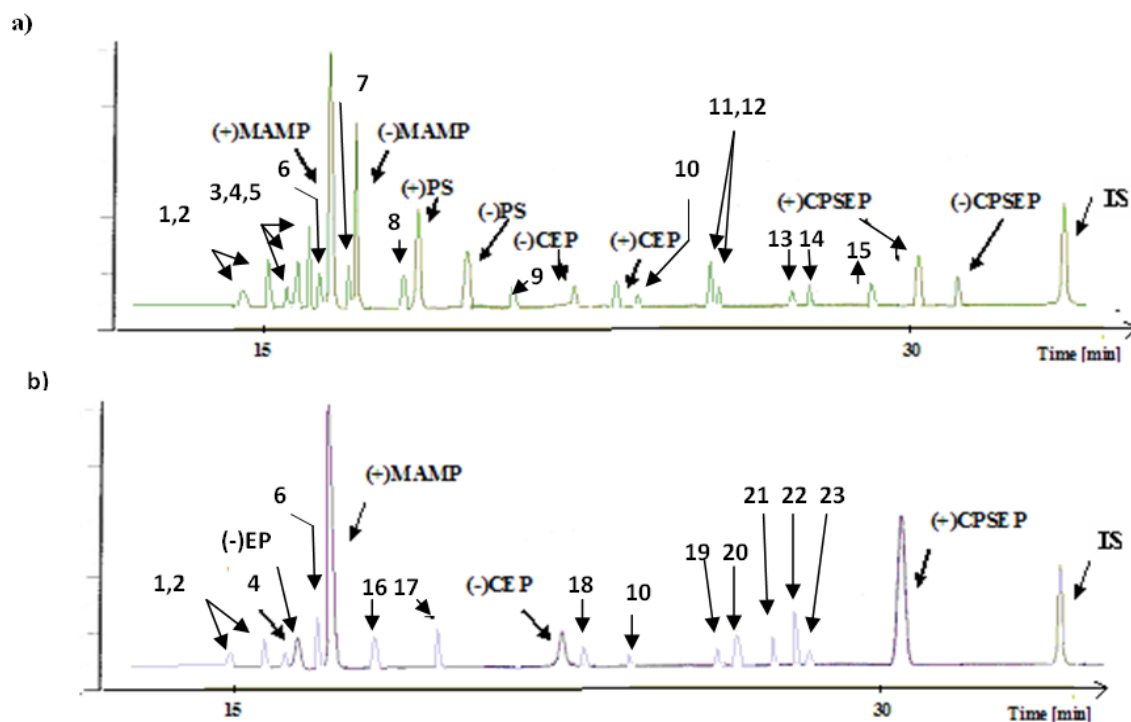 a)
7
11,12
(+)MAMP
(-)MAMP
6
10
3,4,5
(+)PS
(+)CPSEP
(-)CPSEP
IS
1,2
8
(-)PS
(-)CEP
(+)CEP
13
14
15
9
15
30
Time [min]
b)
(+)MAMP
6
21
22
23
(+)CPSEP
IS
(-)EP
19
20
1,2
4
16
17
(-)CEP
18
10
15
30
Time [min]